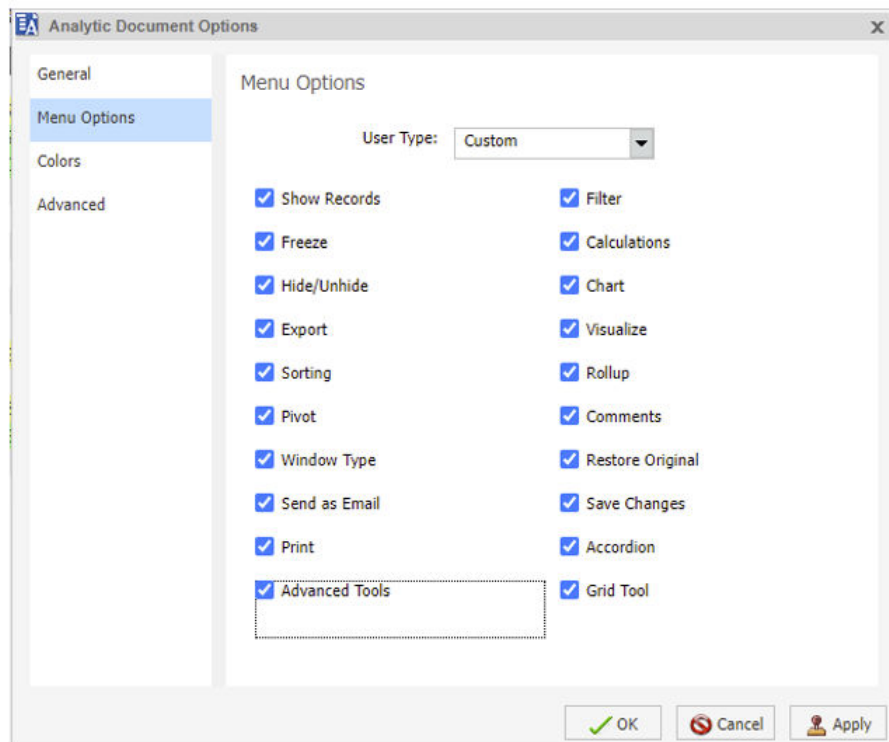 Analytic Document Options
General
Menu Options
Colors
Advanced
Menu Options
User Type: Custom
Show Records Filter
Freeze Calculations
Hide/Unhide Chart
Export Visualize
Sorting Rollup
Pivot Comments
Window Type Restore Original
Send as Email Save Changes
Print Accordion
Advanced Tools Grid Tool
OK Cancel Apply